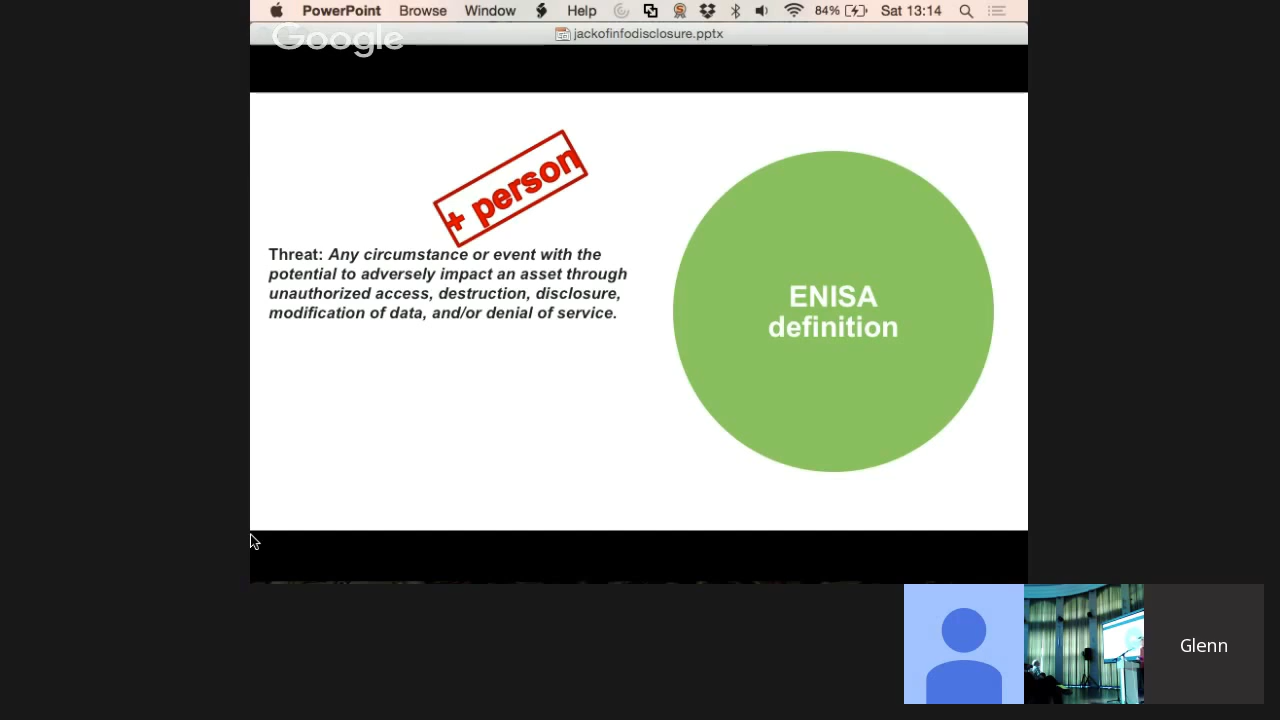 PowerPoint Browse Window Help 84% Sat 13:14
Google
jackofinfodisclosure.pptx
+ person
Threat: Any circumstance or event with the
potential to adversely impact an asset through
unauthorized access, destruction, disclosure,
modification of data, and/or denial of service.
ENISA
definition
Glenn